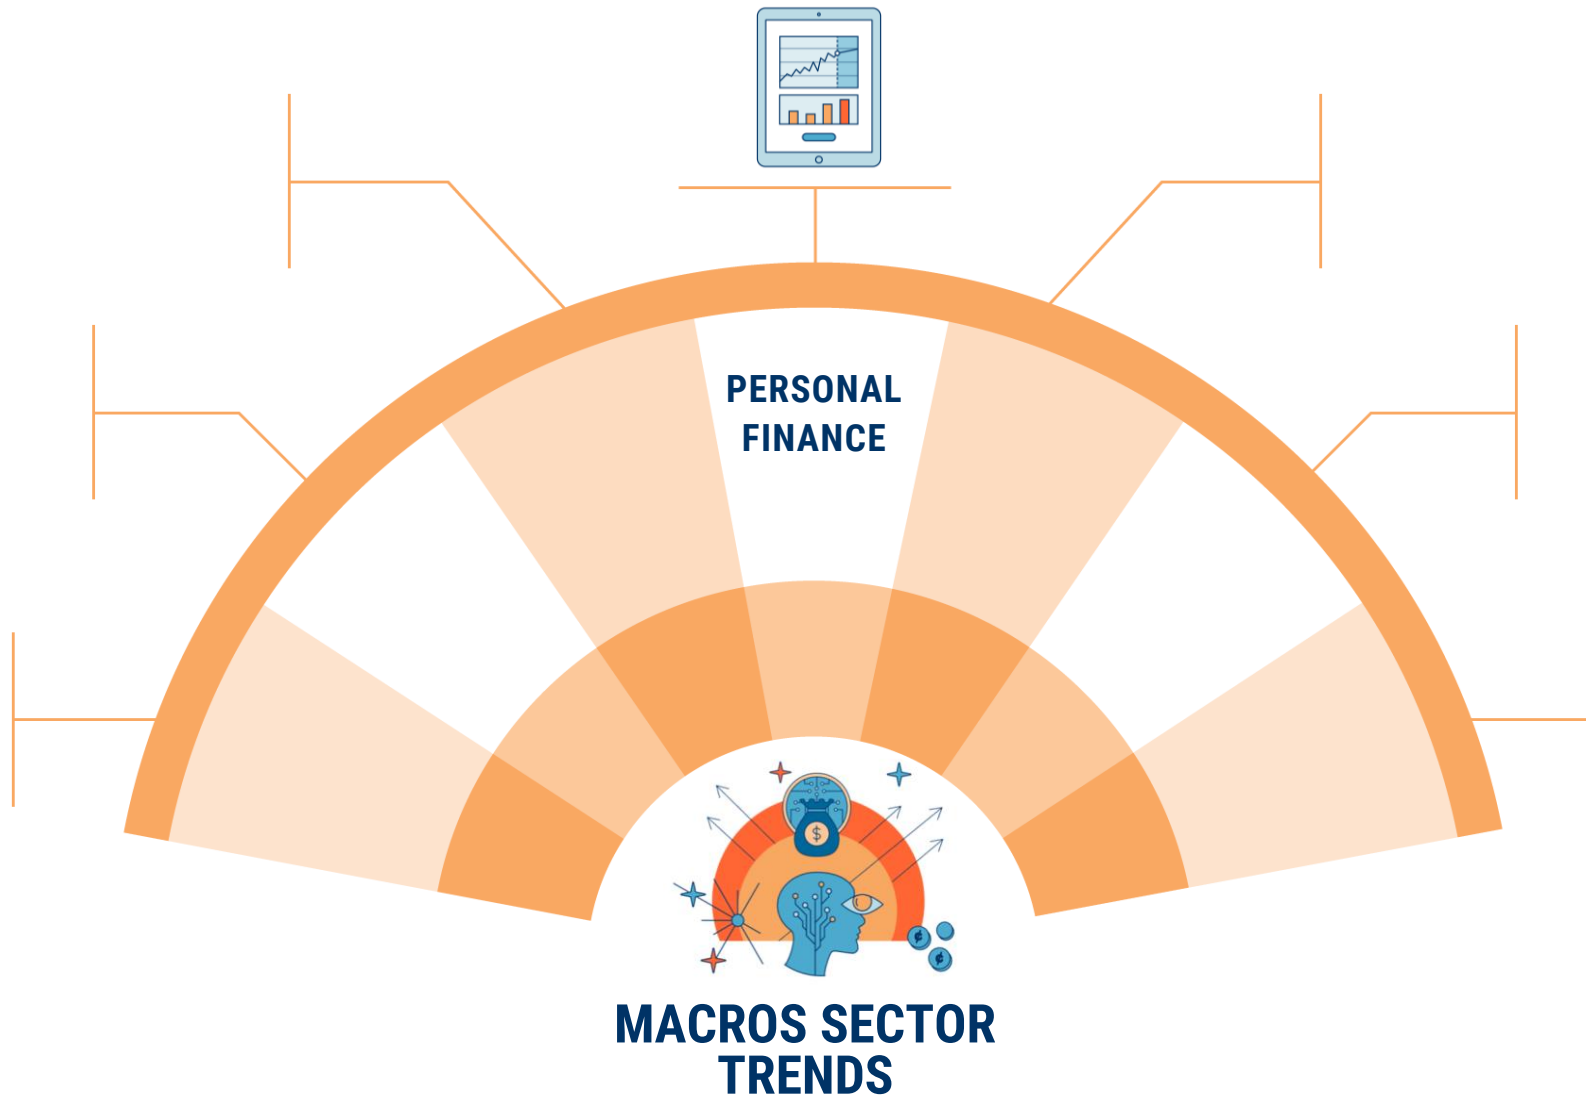 PERSONAL
FINANCE
$
¢
¢
MACROS SECTOR
TRENDS